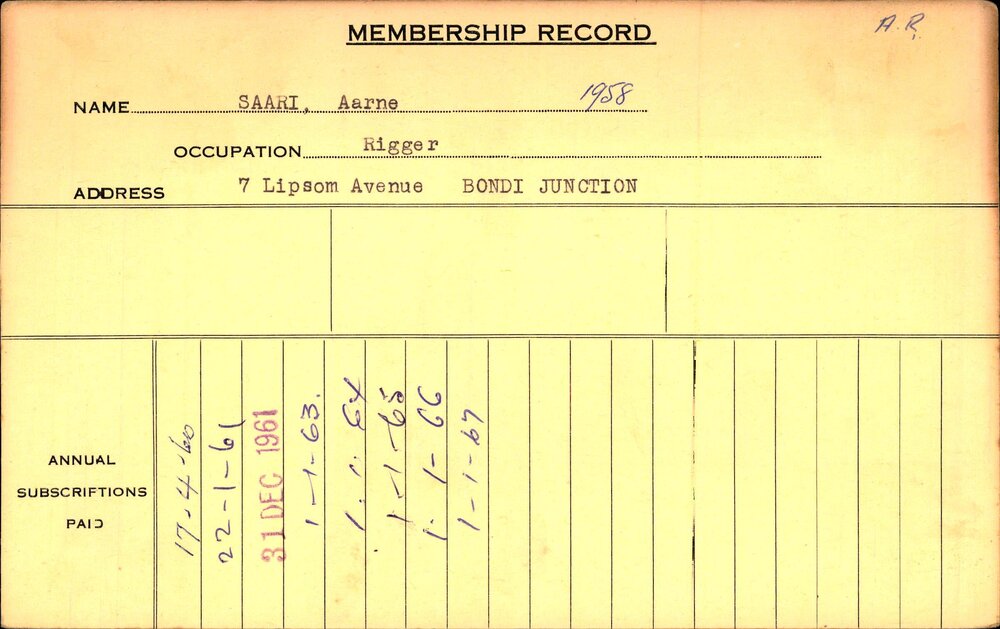 A.R.
MEMBERSHIP RECORD
NAME SAARI, Aarne 1958
OCCUPATION Rigger
ADDRESS 7 Lipsom Avenue BONDI JUNCTION
ANNUAL
SUBSCRIPTIONS
PAID
17-4-60
22-1-61
31 DEC 1961
1-1-63.
1.1.64
1-1-65
1-1-66
1-1-67